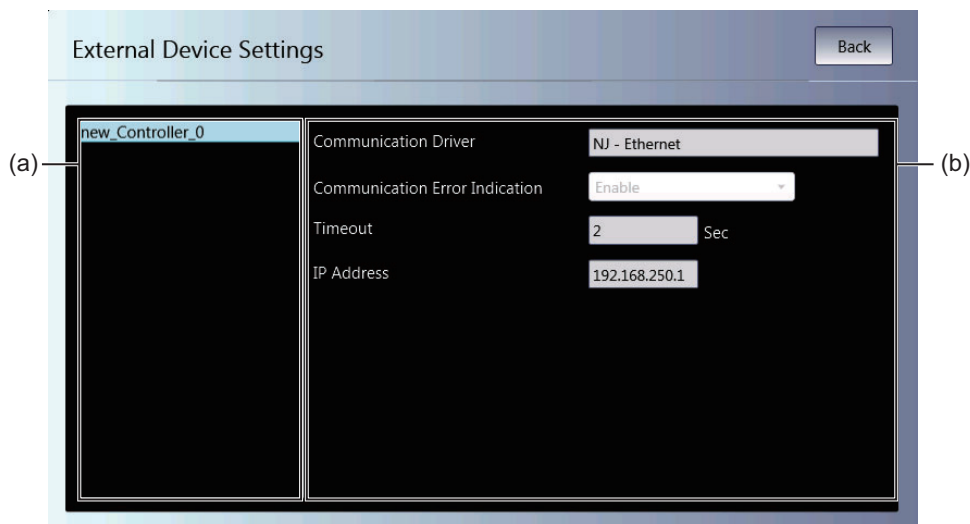 External Device Settings
Back
(a)
new_Controller_0
Communication Driver
NJ - Ethernet
(b)
Communication Error Indication
Enable
Timeout
2
Sec
IP Address
192.168.250.1